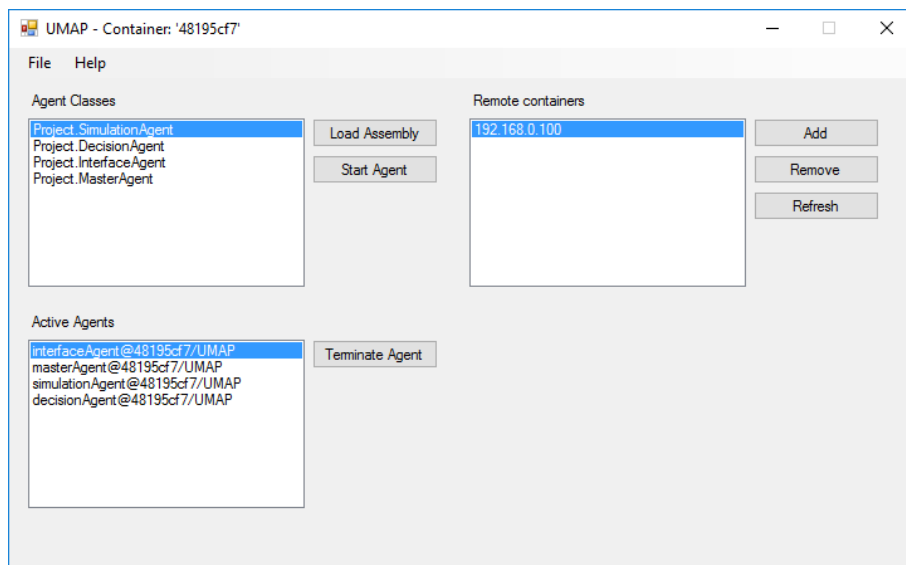 UMAP - Container: '48195cf7'
File Help
Agent Classes
Project.SimulationAgent
Project.DecisionAgent
Project.InterfaceAgent
Project.MasterAgent
Load Assembly
Start Agent
Remote containers
192.168.0.100
Add
Remove
Refresh
Active Agents
interfaceAgent@48195cf7/UMAP
masterAgent@48195cf7/UMAP
simulationAgent@48195cf7/UMAP
decisionAgent@48195cf7/UMAP
Terminate Agent